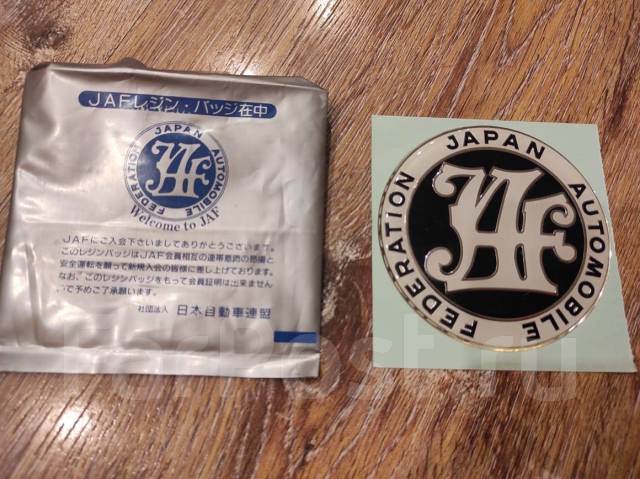 JAFレジン・バッジ在中
JAPAN AUTOMOBILE FEDERATION
JAF
Welcome to JAF
JAFにご入会下さいましてありがとうございます。
このレジンバッジはJAF会員相互の連帯意識の昂揚と
安全運転を願って新規入会の皆様に差し上げております。
なお、このレジンバッジをもって会員証明は出来ません
ので予めご了承願います。
社団法人 日本自動車連盟
JAPAN AUTOMOBILE FEDERATION
JAF
ForPost.ru